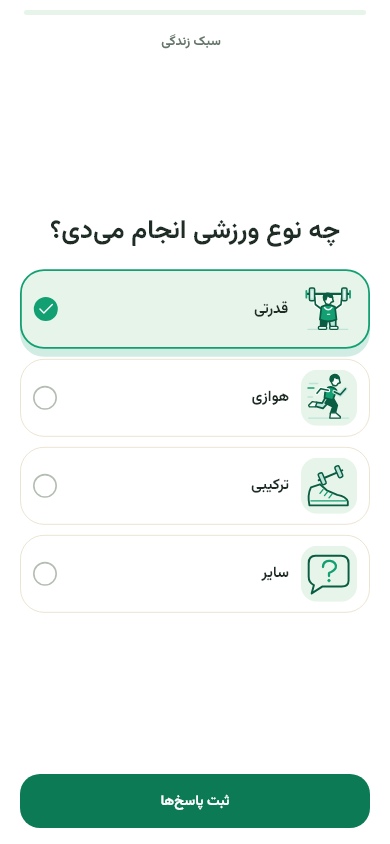 سبک زندگی
چه نوع ورزشی انجام می‌دی؟
قدرتی
هوازی
ترکیبی
سایر
ثبت پاسخ‌ها